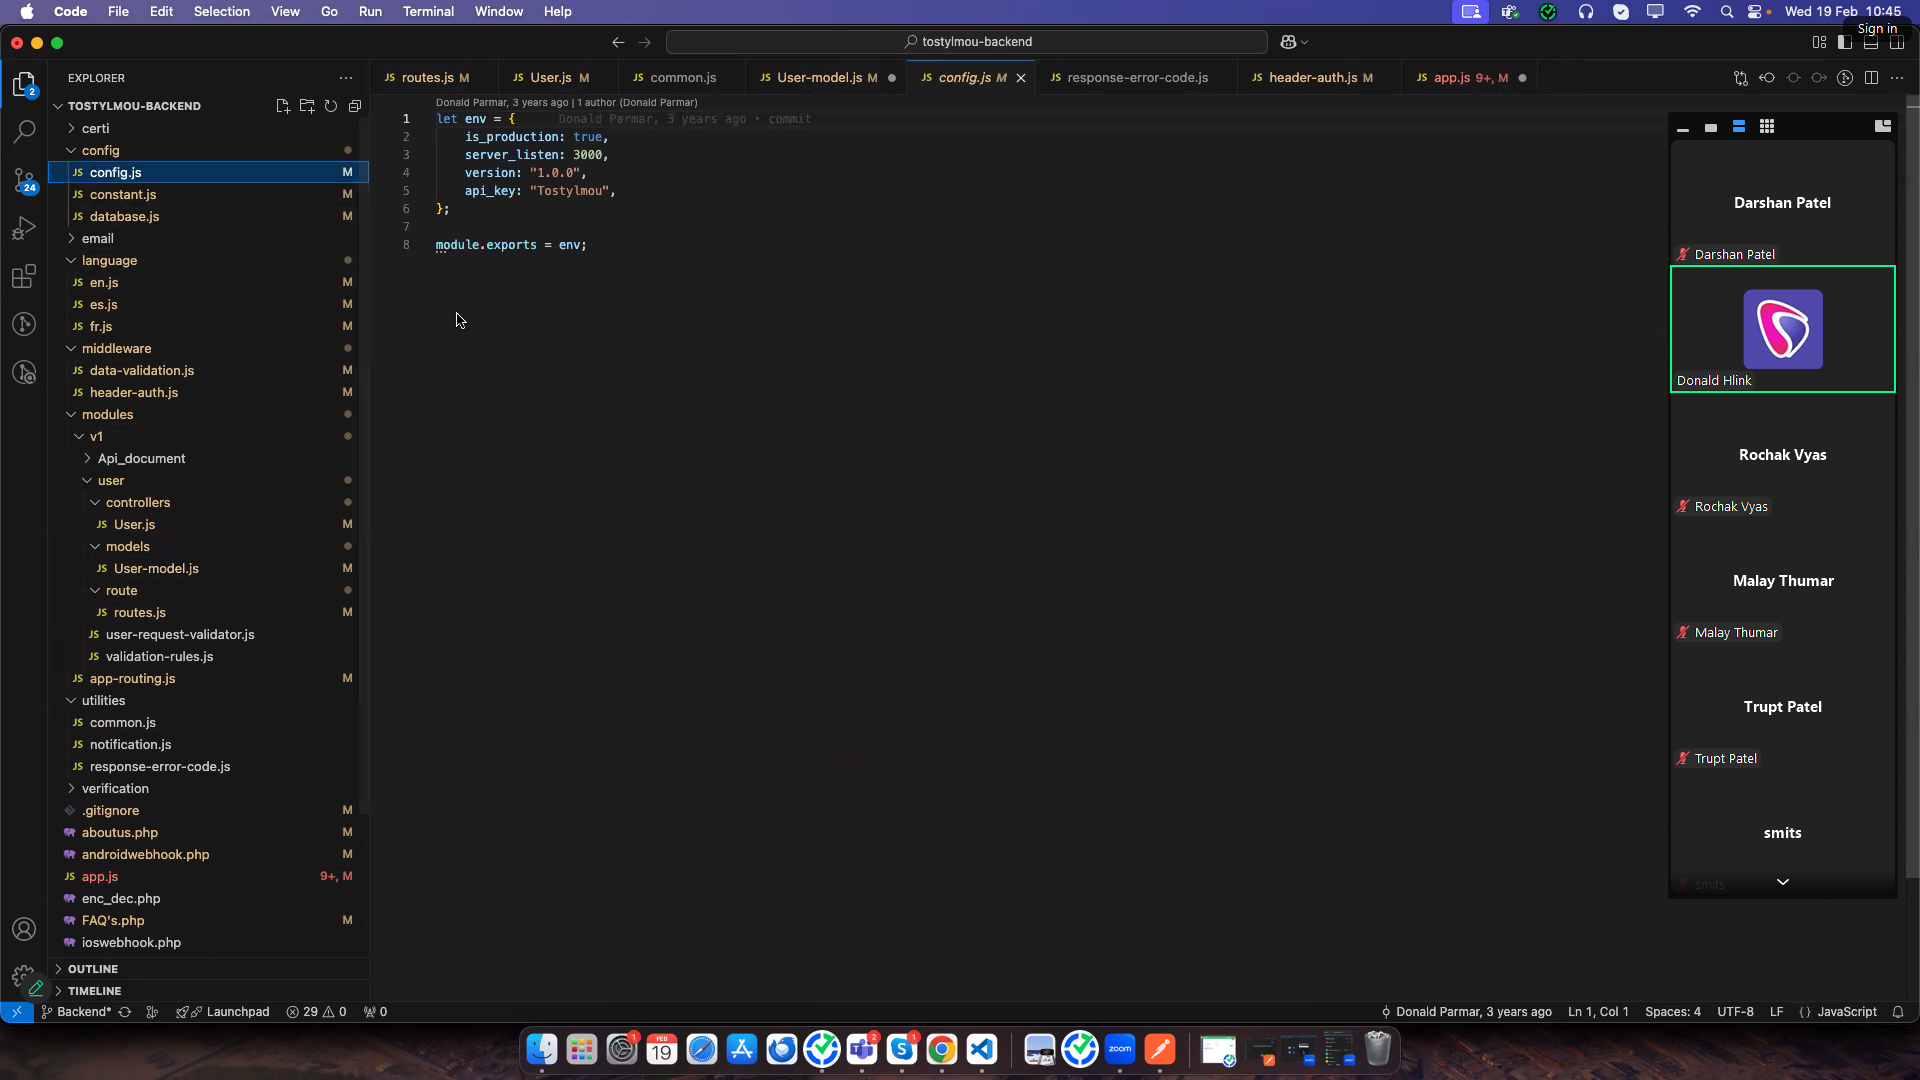 Code File Edit Selection View Go Run Terminal Window Help
Wed 19 Feb 10:45
Sign in
tostylmou-backend
2
24
EXPLORER
TOSTYLMOU-BACKEND
certi
config
config.js M
constant.js M
database.js M
email
language
en.js M
es.js M
fr.js M
middleware
data-validation.js M
header-auth.js M
modules
v1
Api_document
user
controllers
User.js M
models
User-model.js M
route
routes.js M
user-request-validator.js
validation-rules.js
app-routing.js M
utilities
common.js
notification.js
response-error-code.js
verification
.gitignore M
aboutus.php M
androidwebhook.php M
app.js 9+, M
enc_dec.php
FAQ's.php M
ioswebhook.php
OUTLINE
TIMELINE
routes.js M User.js M common.js User-model.js M config.js M response-error-code.js header-auth.js M app.js 9+, M
Donald Parmar, 3 years ago | 1 author (Donald Parmar)
1 let env = { Donald Parmar, 3 years ago • commit
2 is_production: true,
3 server_listen: 3000,
4 version: "1.0.0",
5 api_key: "Tostylmou",
6 };
7
8 module.exports = env;
Darshan Patel
Darshan Patel
Donald Hlink
Rochak Vyas
Rochak Vyas
Malay Thumar
Malay Thumar
Trupt Patel
Trupt Patel
smits
smits
Backend* Launchpad 29 0 0
Donald Parmar, 3 years ago Ln 1, Col 1 Spaces: 4 UTF-8 LF {} JavaScript
1
FEB
19
2
1
zoom